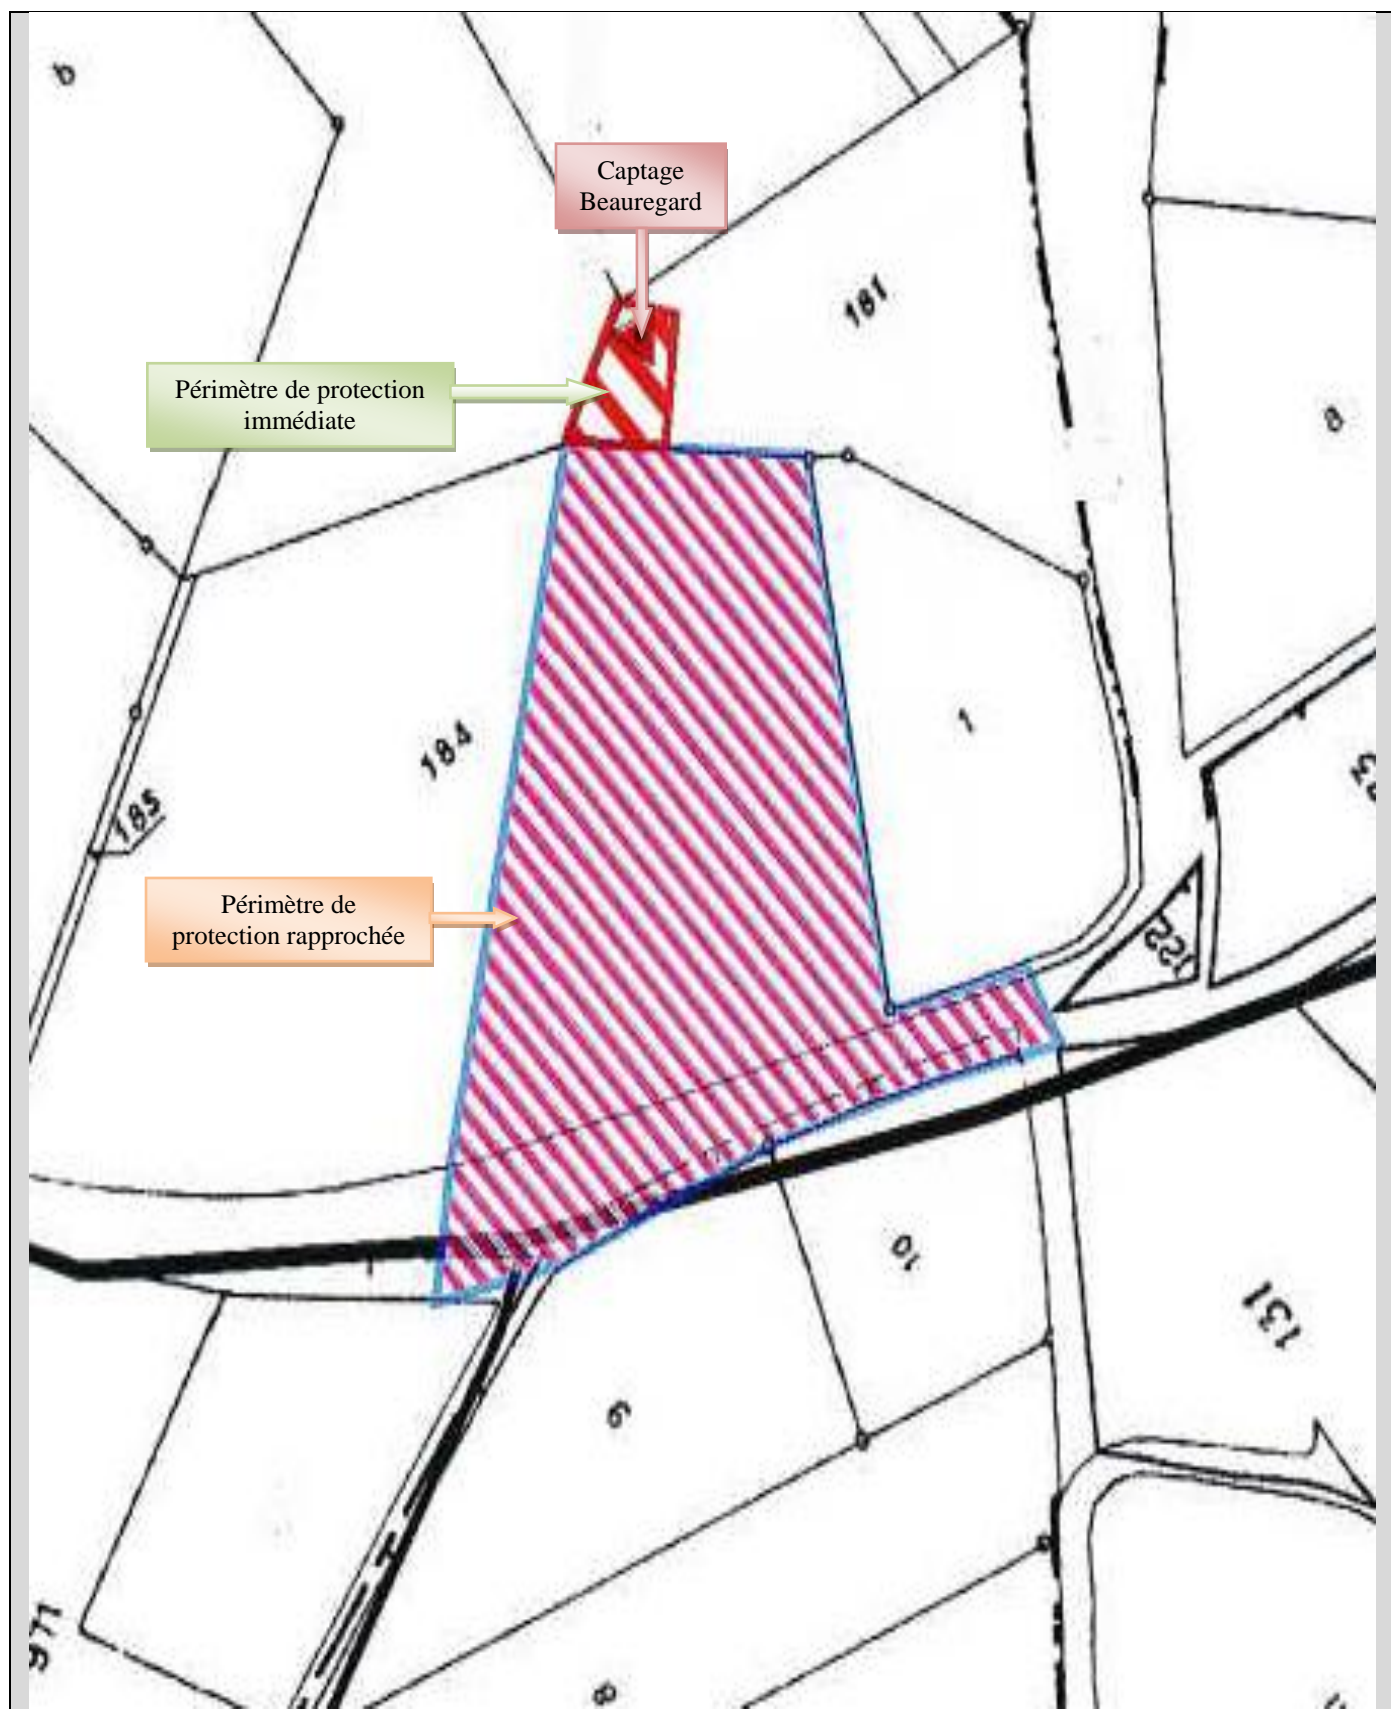 b
Captage
Beauregard
181
Périmètre de protection
immédiate
8
184
1
185
Périmètre de
protection rapprochée
122
10
131
9
8